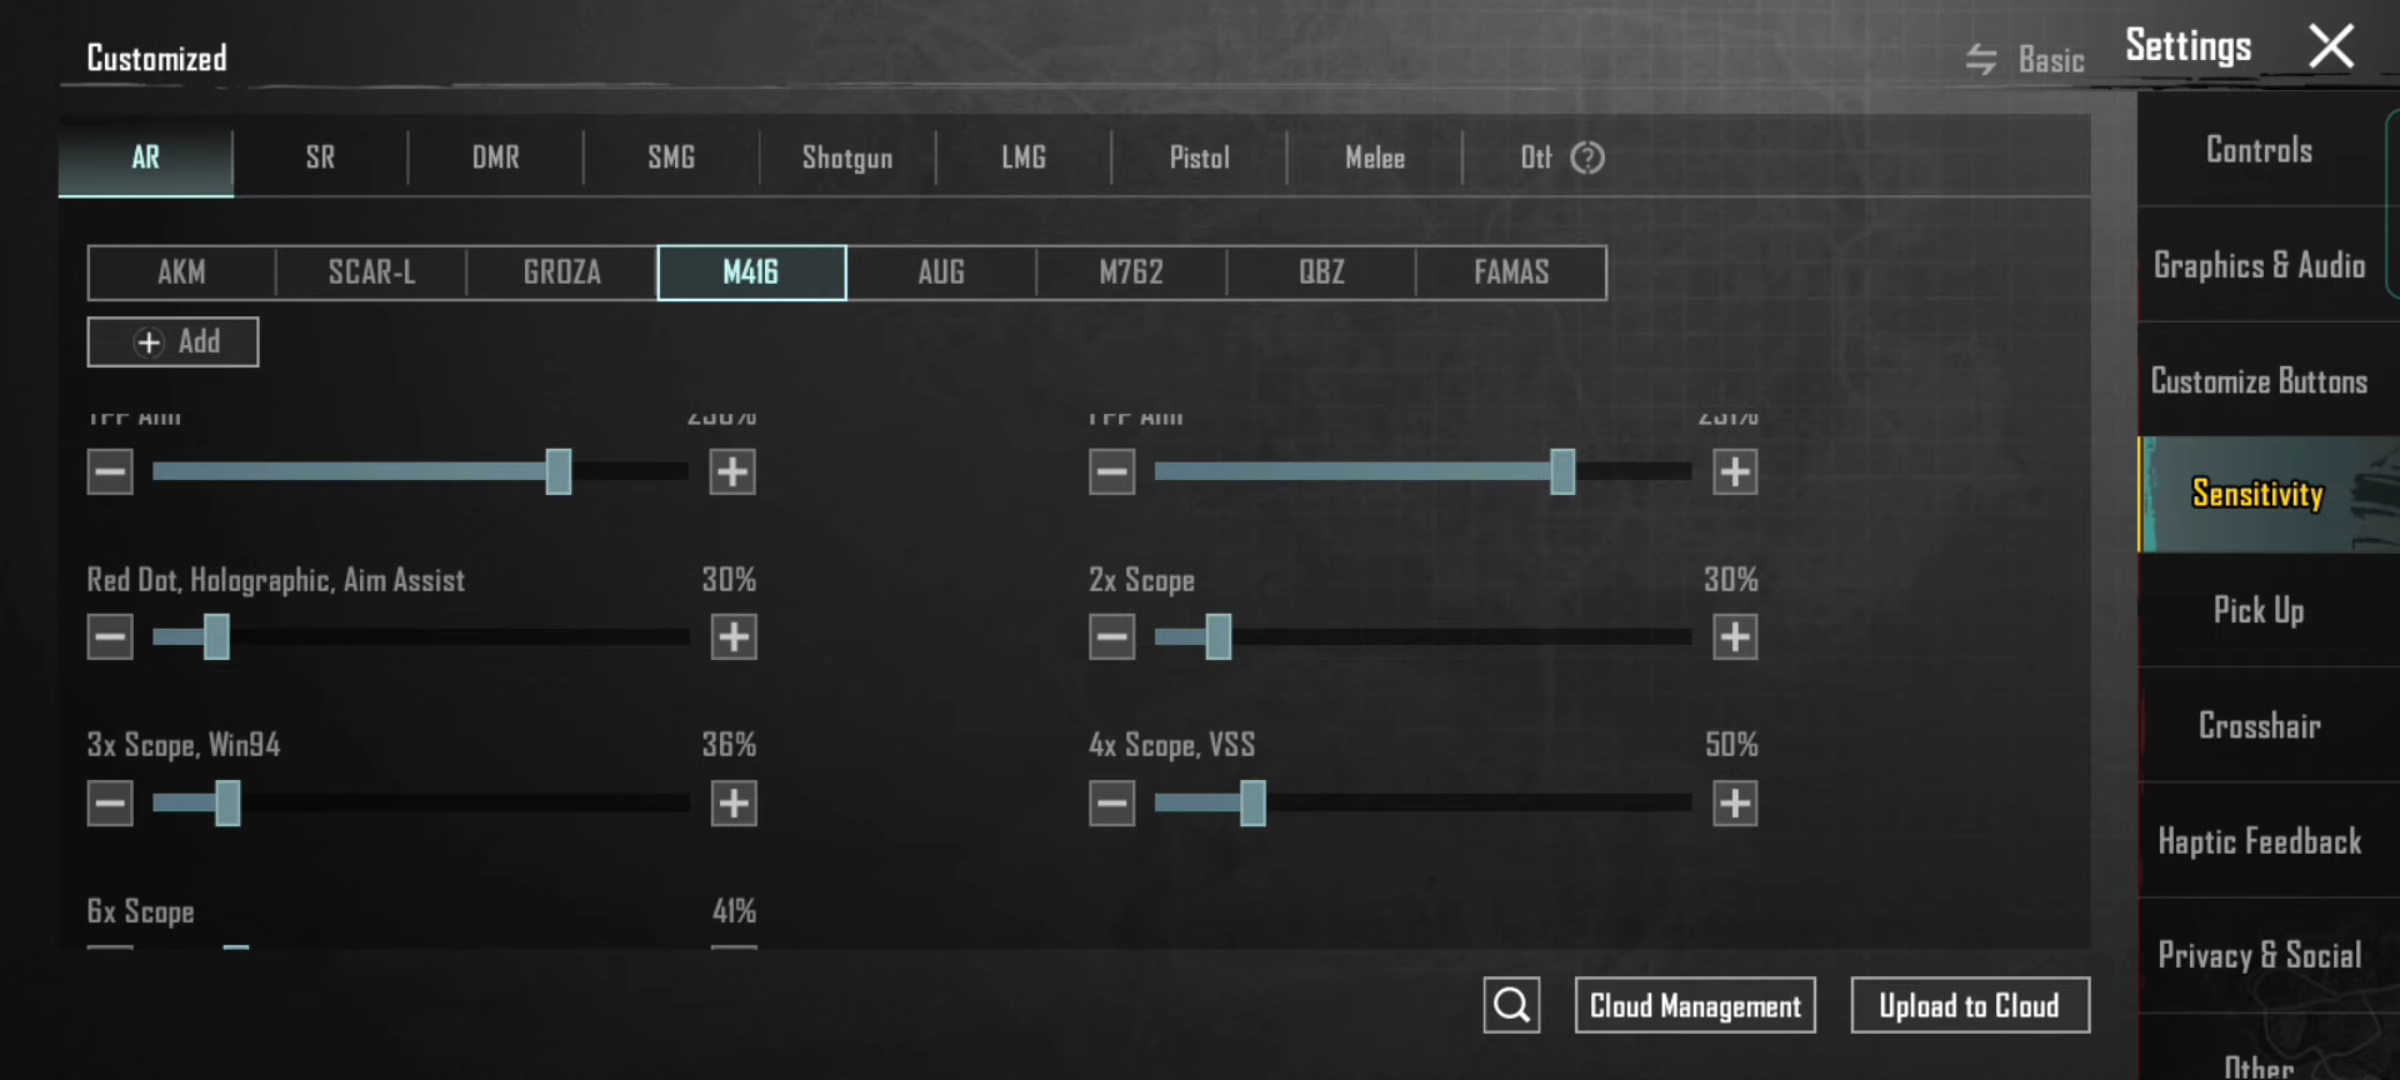 Customized
Basic
Settings
AR
SR
DMR
SMG
Shotgun
LMG
Pistol
Melee
Ot
AKM
SCAR-L
GROZA
M416
AUG
M762
QBZ
FAMAS
Add
Red Dot, Holographic, Aim Assist
30%
2x Scope
30%
3x Scope, Win94
36%
4x Scope, VSS
50%
6x Scope
41%
Cloud Management
Upload to Cloud
Controls
Graphics & Audio
Customize Buttons
Sensitivity
Pick Up
Crosshair
Haptic Feedback
Privacy & Social
Other